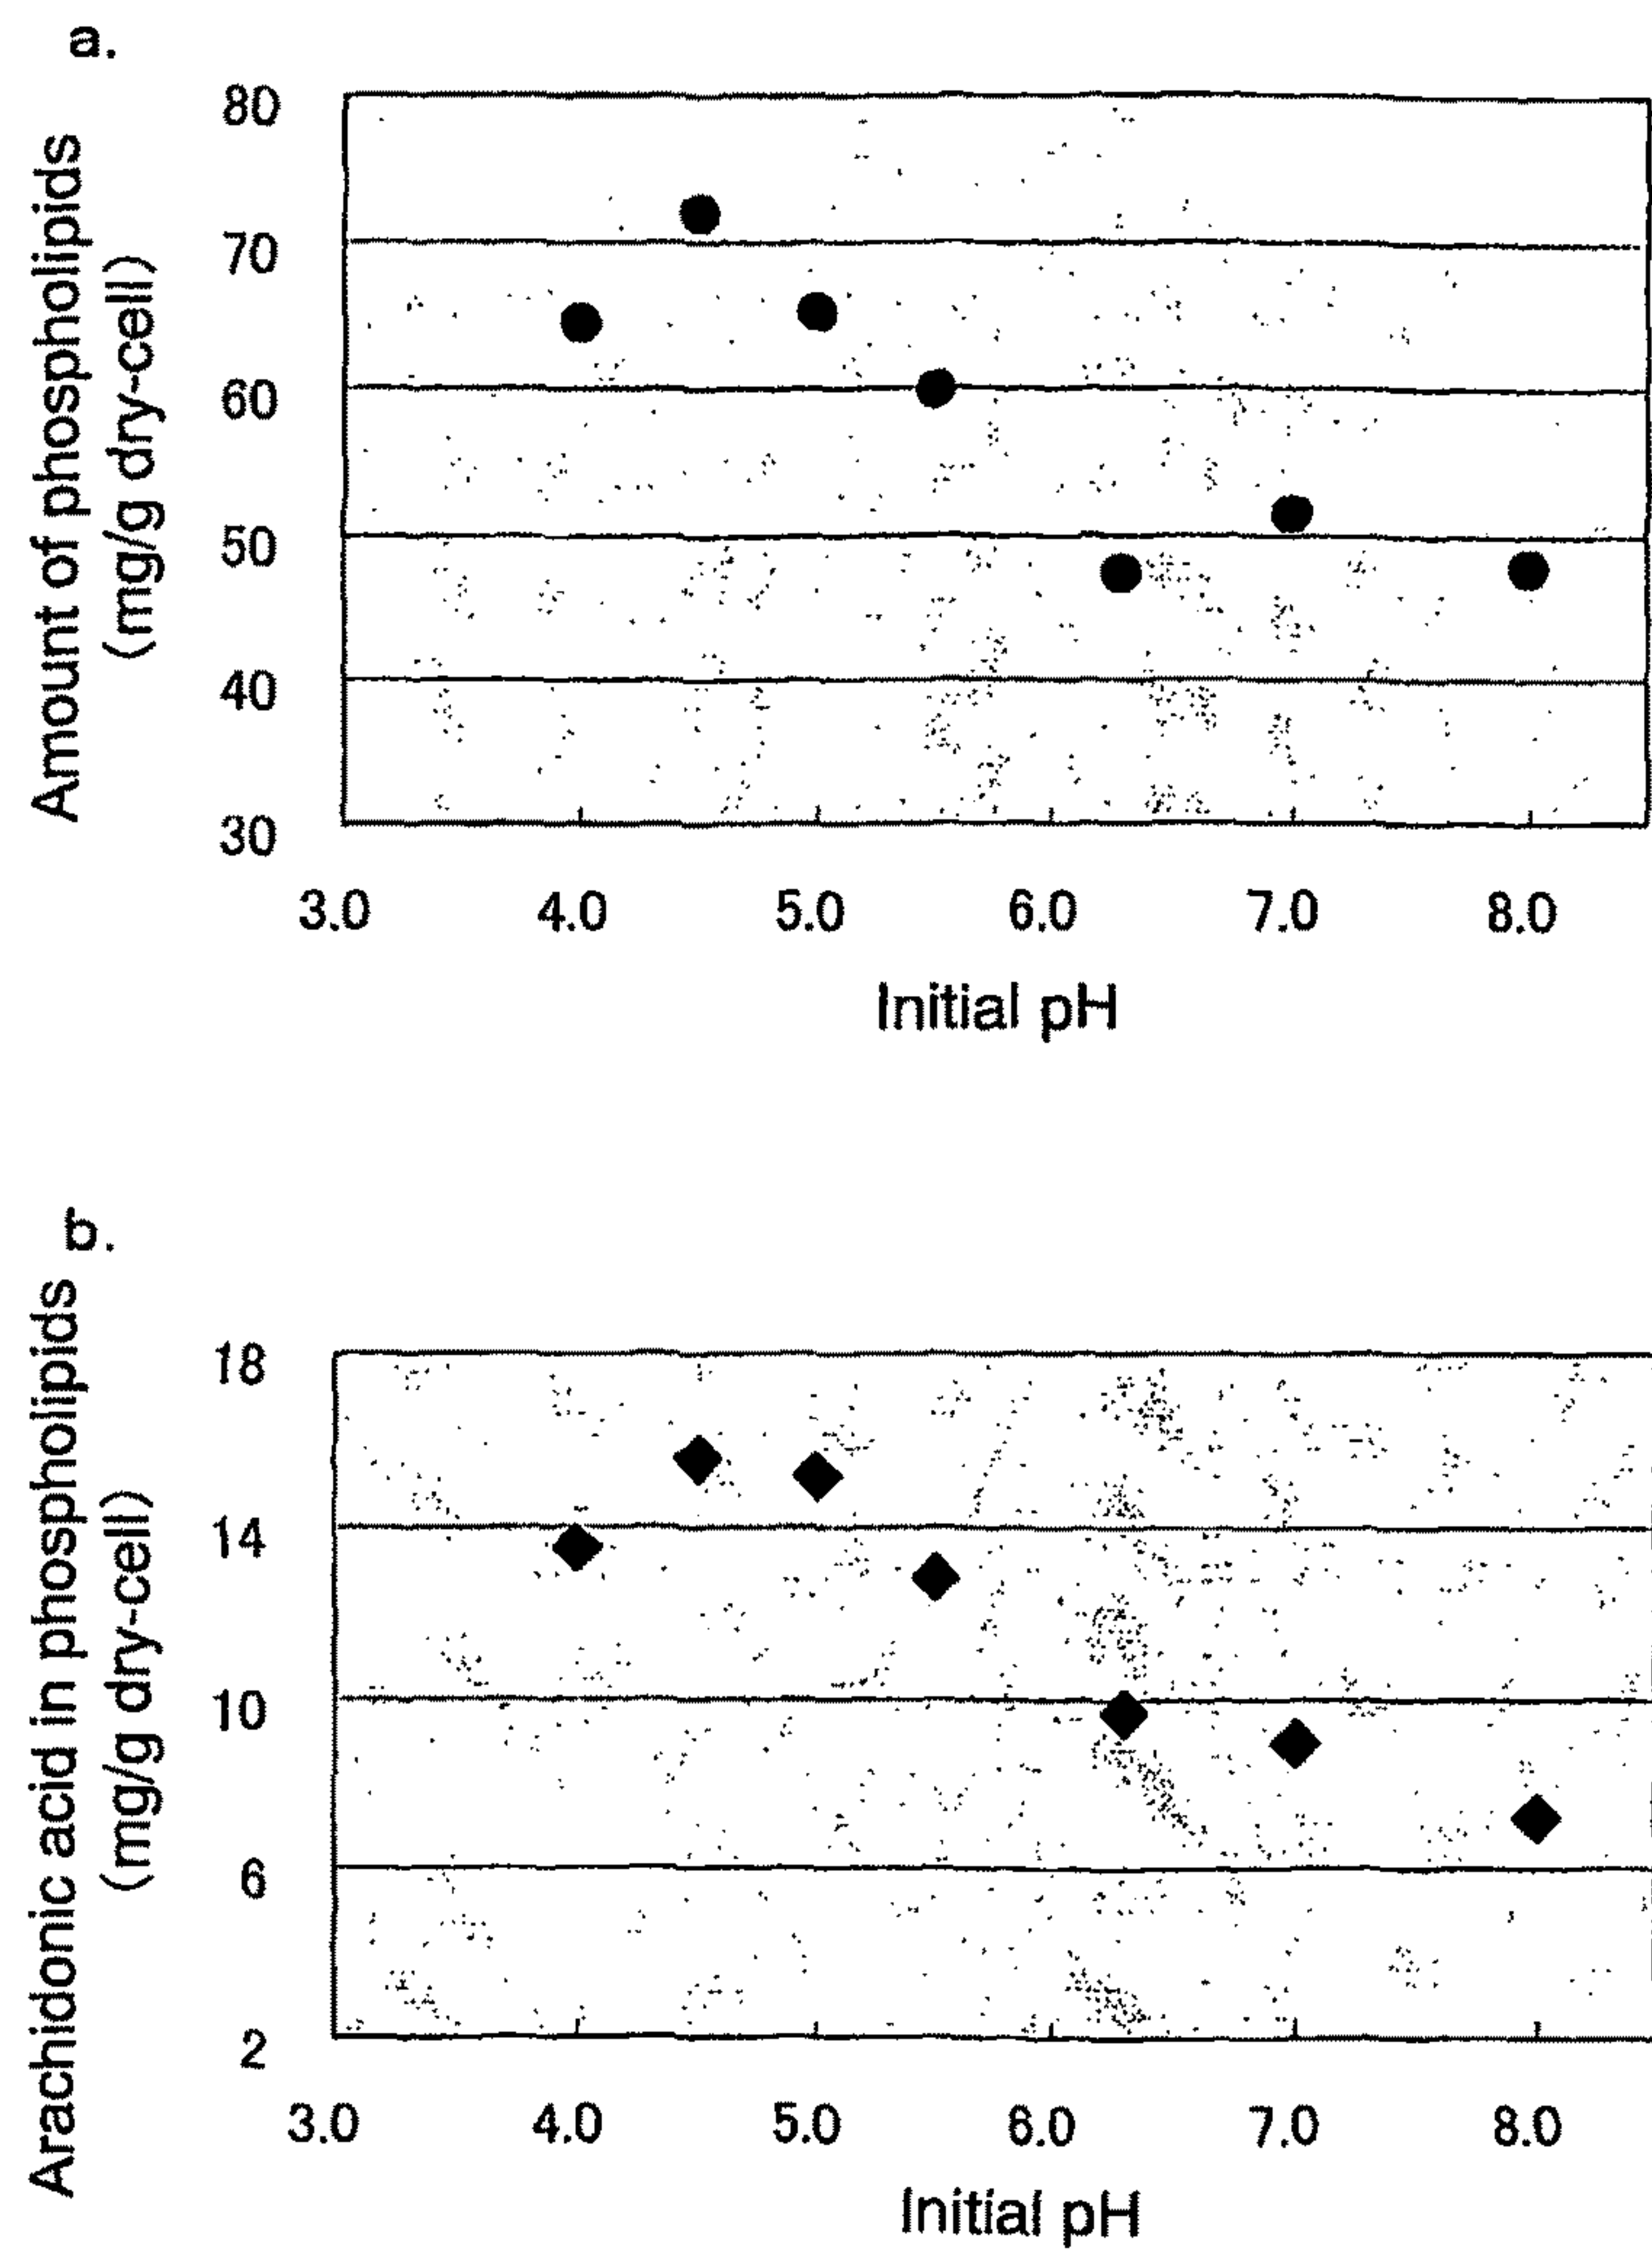 a.
Amount of phospholipids
(mg/g dry-cell)
80
70
60
50
40
30
3.0 4.0 5.0 6.0 7.0 8.0
Initial pH
b.
Arachidonic acid in phospholipids
(mg/g dry-cell)
18
14
10
6
2
3.0 4.0 5.0 6.0 7.0 8.0
Initial pH